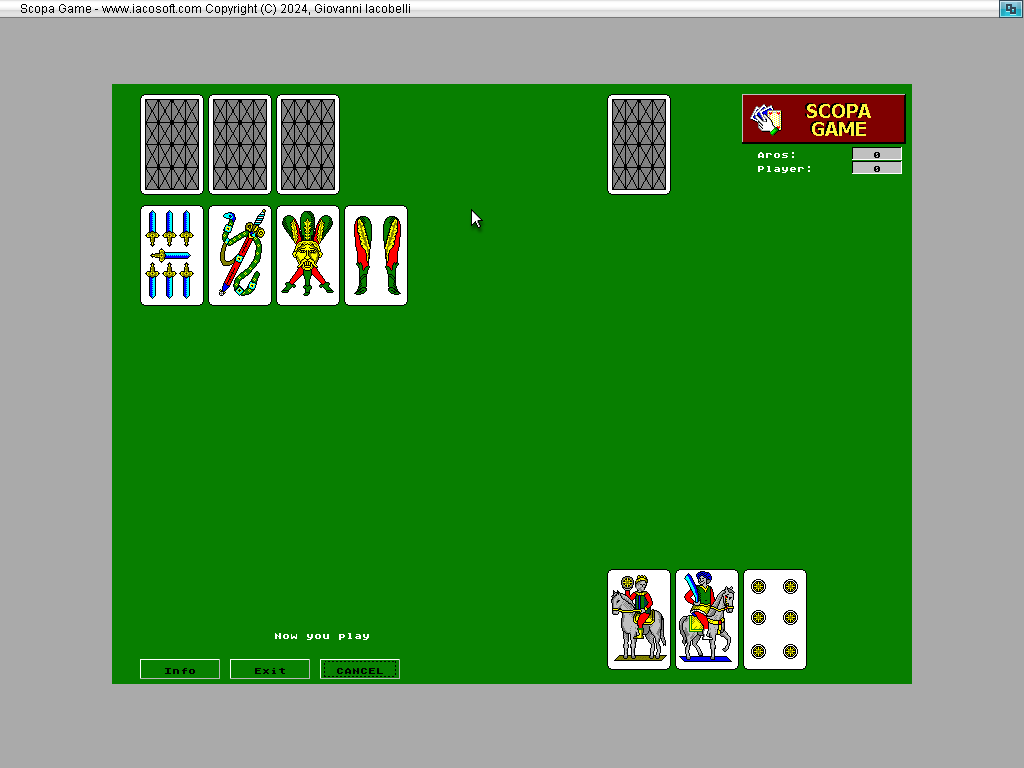 Scopa Game - www.iacosoft.com Copyright (C) 2024, Giovanni Iacobelli
SCOPA
GAME
Aros: 0
Player: 0
Now you play
Info Exit CANCEL